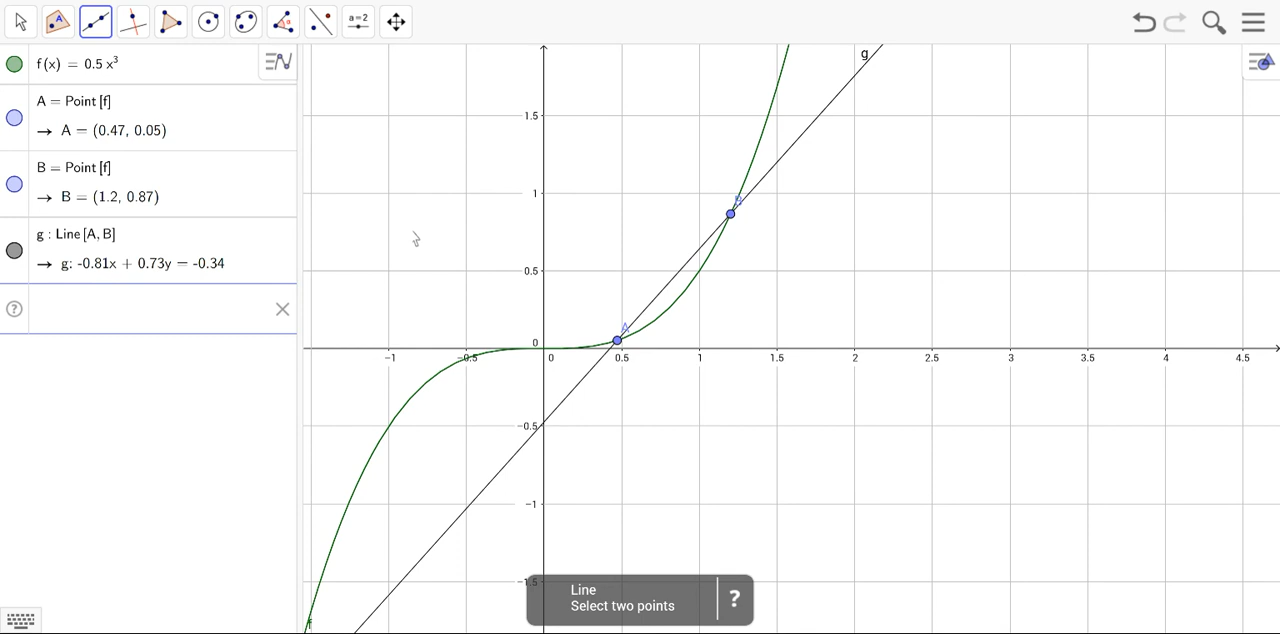 a=2
f(x) = 0.5 x³
A = Point [f]
→ A = (0.47, 0.05)
B = Point [f]
→ B = (1.2, 0.87)
g : Line [A, B]
→ g: -0.81x + 0.73y = -0.34
?
g
1.5
1
B
0.5
A
0
−1
−0.5
0
0.5
1
1.5
2
2.5
3
3.5
4
4.5
−0.5
−1
−1.5
Line
Select two points
?
f